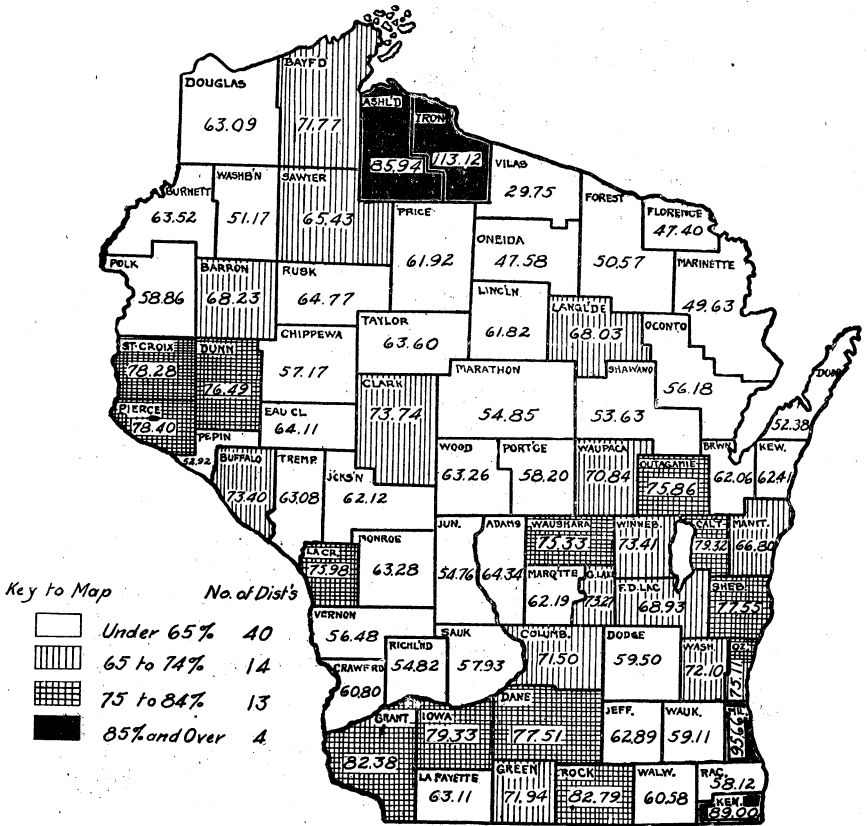 DOUGLAS
63.09
BAYF'D
71.77
ASHL'D
85.94
IRON
113.12
VILAS
29.75
BURNETT
63.52
WASHB'N
51.17
SAWYER
65.43
PRICE
61.92
ONEIDA
47.58
FOREST
50.57
FLORENCE
47.40
MARINETTE
49.63
POLK
58.86
BARRON
68.23
RUSK
64.77
LINC'LN
61.82
LANGL'DE
68.03
OCONTO
56.18
TAYLOR
63.60
ST-CROIX
78.28
DUNN
76.49
CHIPPEWA
57.17
CLARK
73.74
MARATHON
54.85
SHAWANO
53.63
52.38
PIERCE
78.40
PEPIN
EAU CL
64.11
BUFFALO
73.40
TREMP.
63.08
JCKS'N
62.12
WOOD
63.26
PORT'GE
58.20
WAUPACA
70.84
OUTAGAMIE
75.86
BRWN.
62.06
KEW.
62.41
LA CR.
73.98
MONROE
63.28
JUN.
54.76
ADAMS
64.34
WAUSHARA
75.33
WINNEB.
73.41
CALT-
79.32
MANIT.
66.80
MARQ'TTE
62.19
G.LAKE
73.27
F.D.LAC
68.93
SHEB.
77.55
VERNON
56.48
CRAWF'RD
60.80
RICHL'ND
54.82
SAUK
57.93
COLUMB.
71.50
DODGE
59.50
WASH.
72.10
OZ.
75.11
GRANT
82.38
IOWA
79.33
DANE
77.51
JEFF.
62.89
WAUK.
59.11
MIL.
95.66
LA FAYETTE
63.11
GREEN
71.94
ROCK
82.79
WALW.
60.58
RAC.
58.12
KEN.
89.00
Key to Map No. of Dist's
Under 65% 40
65 to 74% 14
75 to 84% 13
85% and Over 4